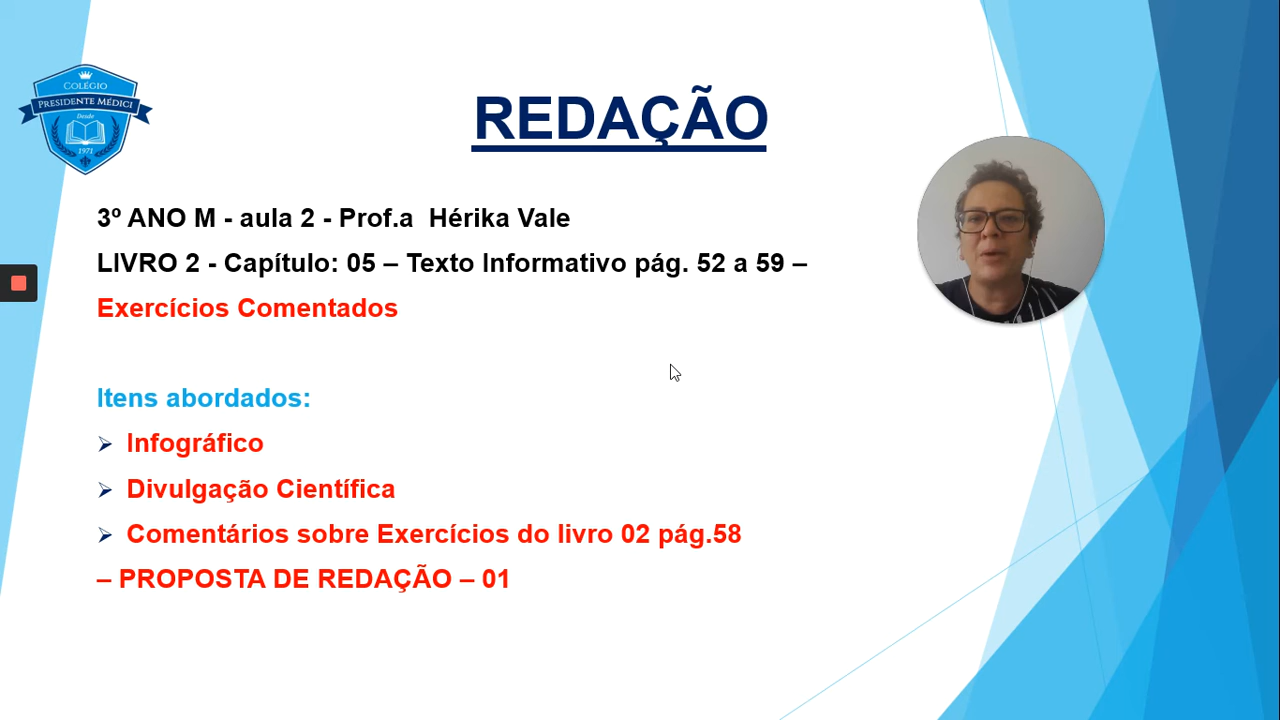 COLÉGIO
PRESIDENTE MÉDICI
Desde
1971
REDAÇÃO
3º ANO M - aula 2 - Prof.a Hérika Vale
LIVRO 2 - Capítulo: 05 – Texto Informativo pág. 52 a 59 –
Exercícios Comentados
Itens abordados:
Infográfico
Divulgação Científica
Comentários sobre Exercícios do livro 02 pág.58
– PROPOSTA DE REDAÇÃO – 01